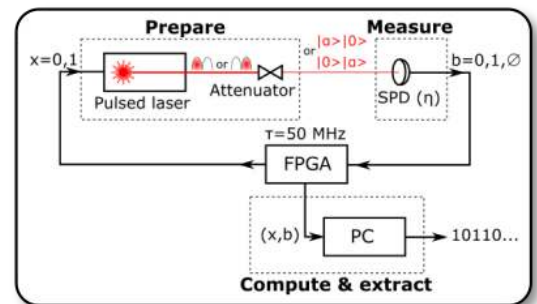 Prepare
Measure
x=0,1
or
Pulsed laser
Attenuator
or |α>|0>
|0>|α>
SPD (η)
b=0,1,∅
τ=50 MHz
FPGA
(x,b)
PC
10110...
Compute & extract